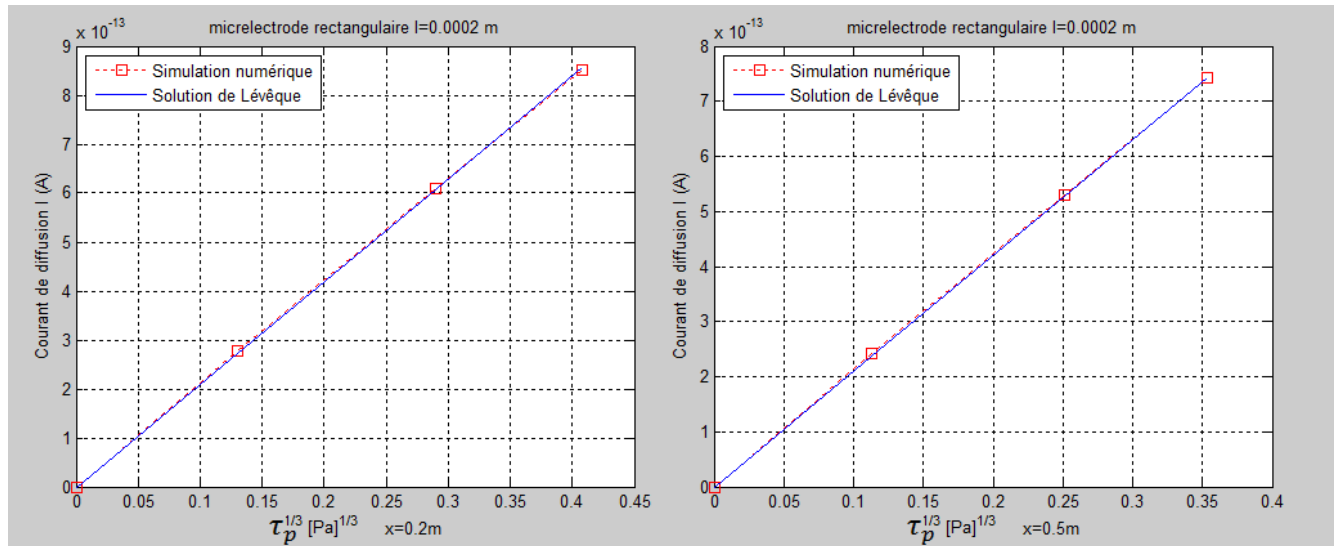 micrelectrode rectangulaire l=0.0002 m
x 10^-13
Simulation numérique
Solution de Lévêque
Courant de diffusion I (A)
9
8
7
6
5
4
3
2
1
0
0 0.05 0.1 0.15 0.2 0.25 0.3 0.35 0.4 0.45
τ_p^1/3 [Pa]^1/3 x=0.2m
micrelectrode rectangulaire l=0.0002 m
x 10^-13
Simulation numérique
Solution de Lévêque
Courant de diffusion I (A)
8
7
6
5
4
3
2
1
0
0 0.05 0.1 0.15 0.2 0.25 0.3 0.35 0.4
τ_p^1/3 [Pa]^1/3 x=0.5m